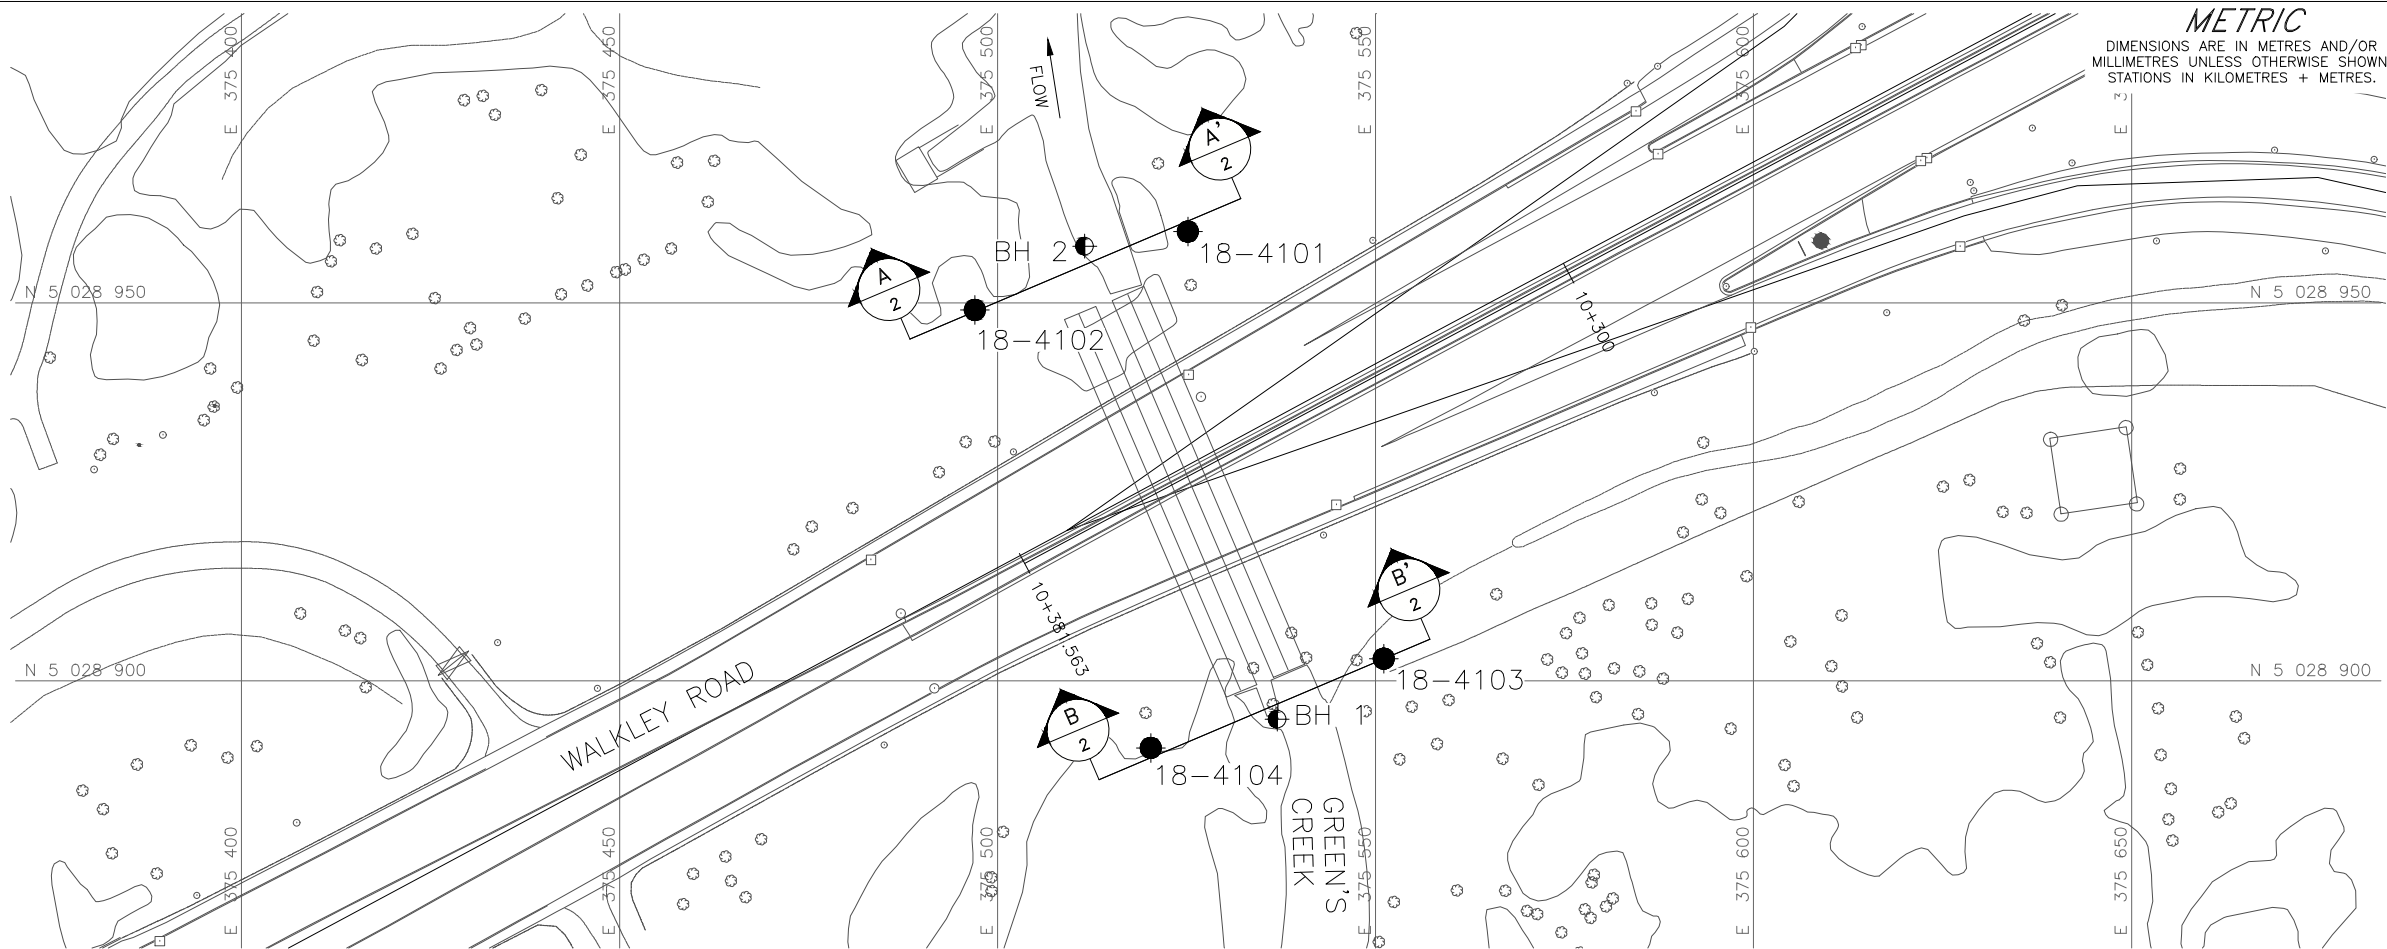 METRIC
DIMENSIONS ARE IN METRES AND/OR
MILLIMETRES UNLESS OTHERWISE SHOWN
STATIONS IN KILOMETRES + METRES.
E 375 400
E 375 450
E 375 500
E 375 550
E 375 600
E 3
FLOW
A'
2
BH 2
18-4101
A
2
N 5 028 950
N 5 028 950
18-4102
10+300
10+381.563
B'
2
N 5 028 900
N 5 028 900
18-4103
WALKLEY ROAD
B
2
BH 1
18-4104
GREEN'S
CREEK
E 375 400
E 375 450
E 375 500
E 375 550
E 375 600
E 375 650